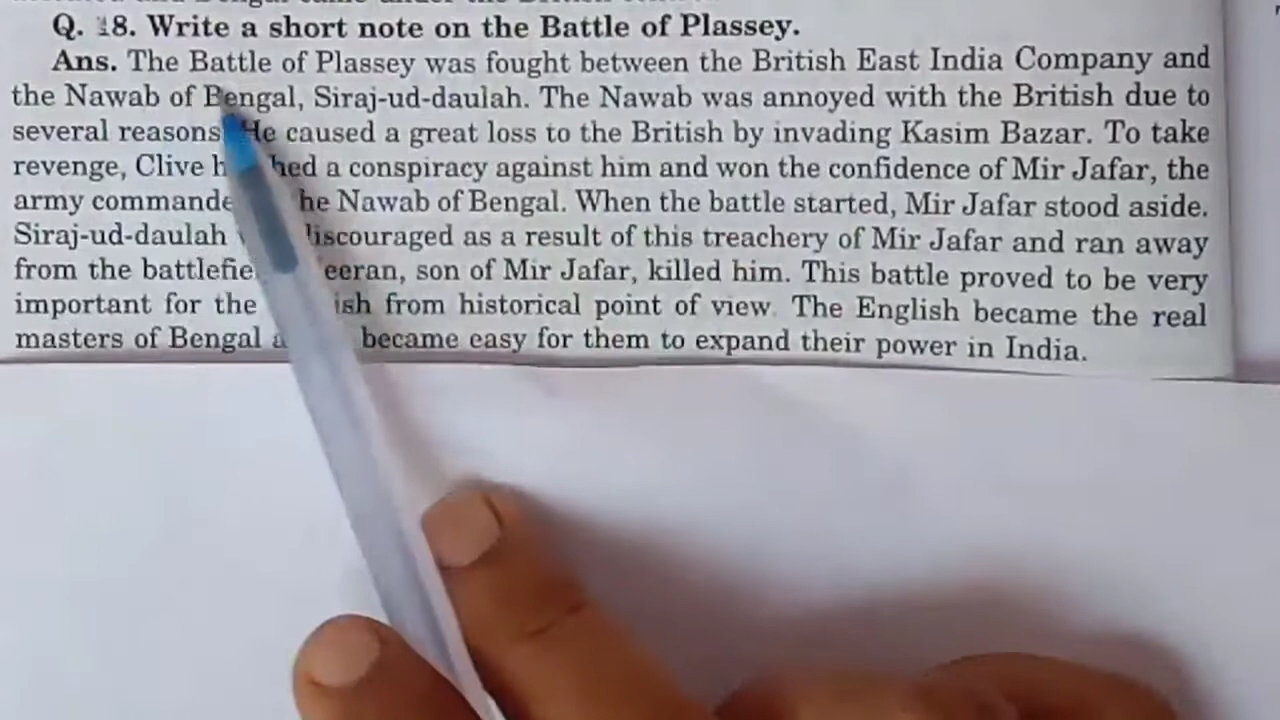 Q. 18. Write a short note on the Battle of Plassey.
Ans. The Battle of Plassey was fought between the British East India Company and
the Nawab of Bengal, Siraj-ud-daulah. The Nawab was annoyed with the British due to
several reasons. He caused a great loss to the British by invading Kasim Bazar. To take
revenge, Clive a conspiracy against him and won the confidence of Mir Jafar, the
army Nawab of Bengal. When the battle started, Mir Jafar stood aside.
Siraj-ud-daulah discouraged as a result of this treachery of Mir Jafar and ran away
from the son of Mir Jafar, killed him. This battle proved to be very
important for the from historical point of view. The English became the real
masters of Bengal became easy for them to expand their power in India.